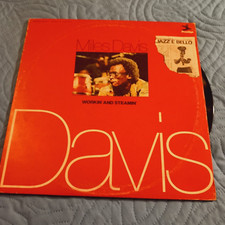 Miles Davis
JAZZ È BELLO
WORKIN' AND STEAMIN'
Davis